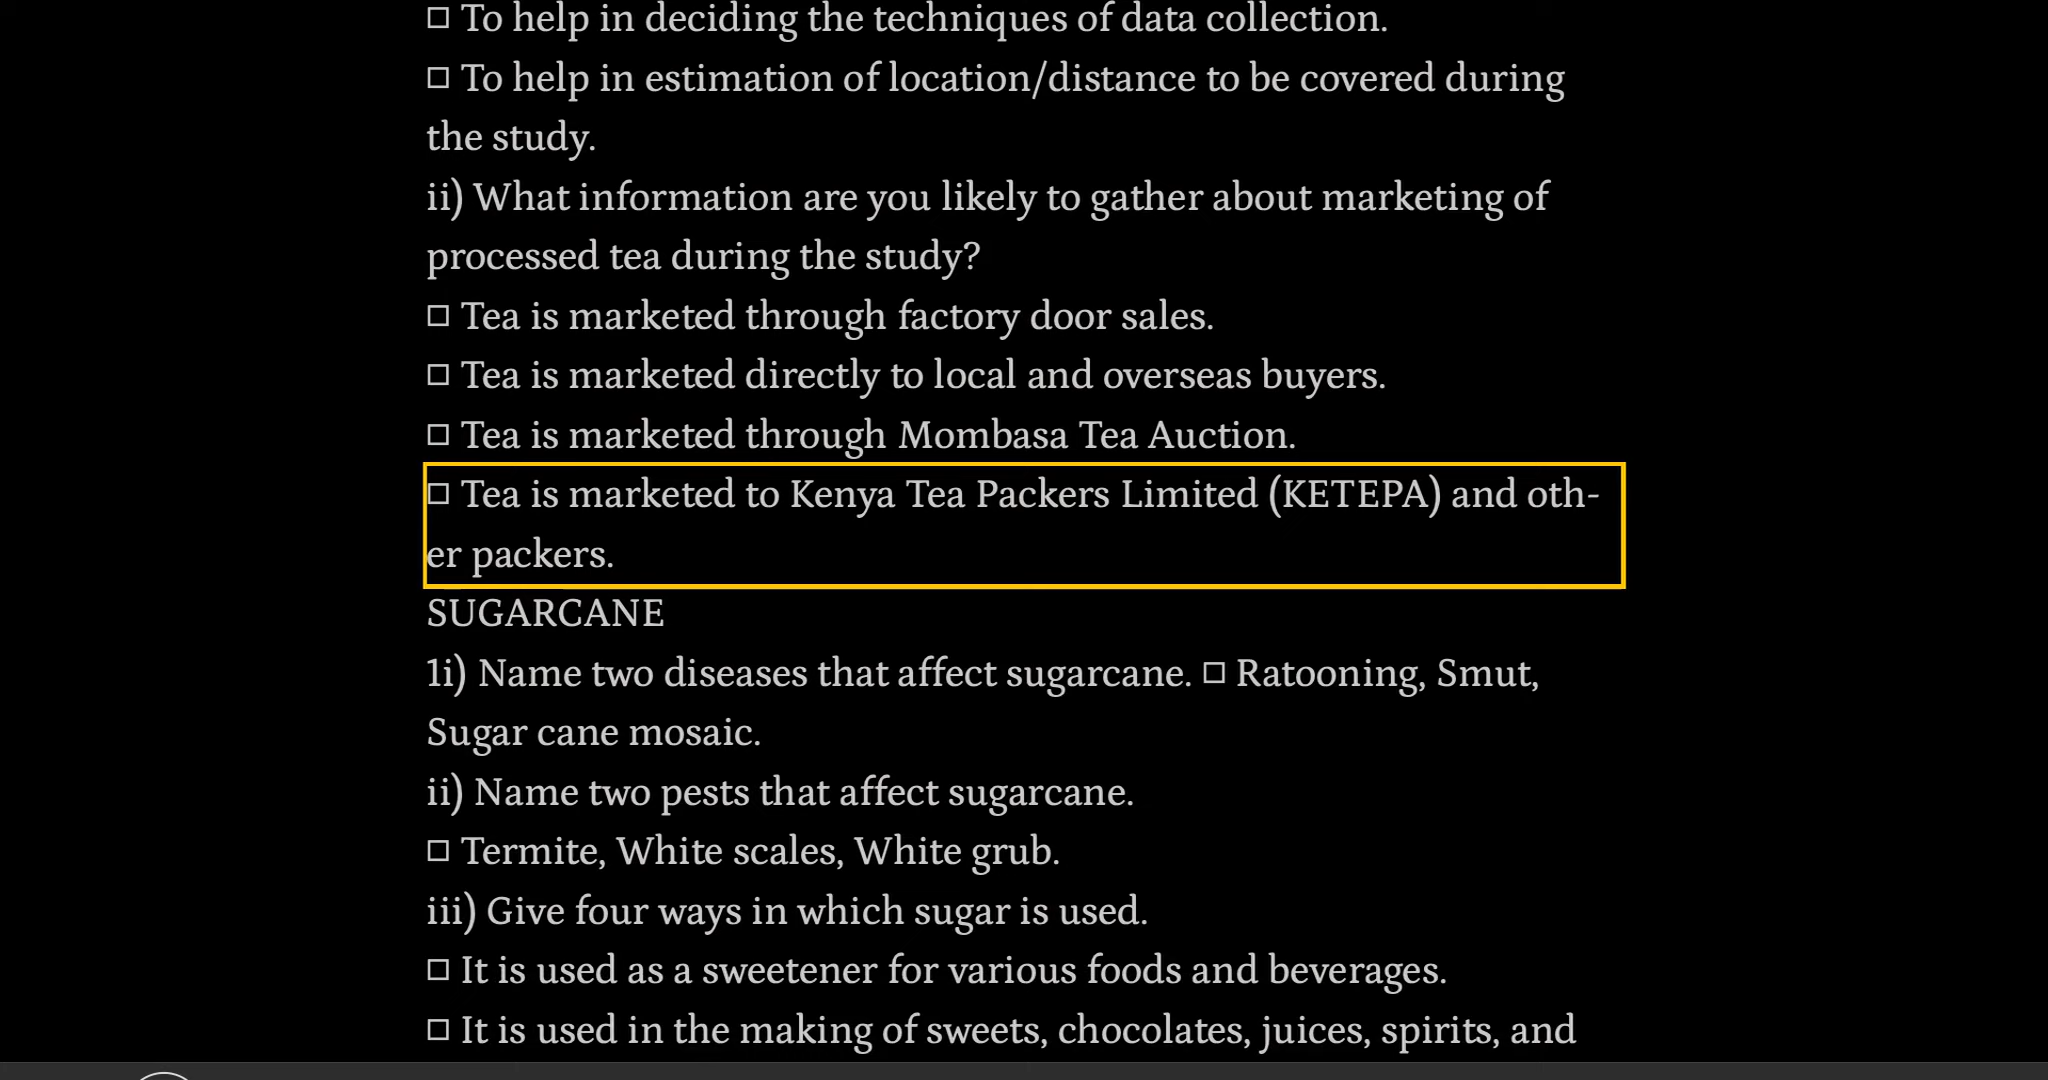 □ To help in deciding the techniques of data collection.
□ To help in estimation of location/distance to be covered during
the study.
ii) What information are you likely to gather about marketing of
processed tea during the study?
□ Tea is marketed through factory door sales.
□ Tea is marketed directly to local and overseas buyers.
□ Tea is marketed through Mombasa Tea Auction.
□ Tea is marketed to Kenya Tea Packers Limited (KETEPA) and oth-
er packers.
SUGARCANE
1i) Name two diseases that affect sugarcane. □ Ratooning, Smut,
Sugar cane mosaic.
ii) Name two pests that affect sugarcane.
□ Termite, White scales, White grub.
iii) Give four ways in which sugar is used.
□ It is used as a sweetener for various foods and beverages.
□ It is used in the making of sweets, chocolates, juices, spirits, and